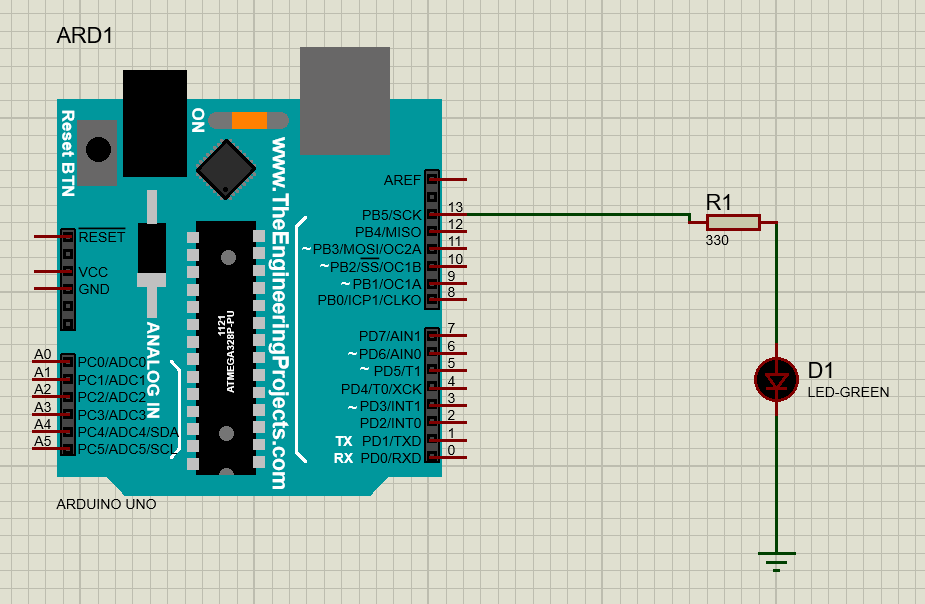 ARD1
Reset BTN
ON
www.TheEngineeringProjects.com
RESET
VCC
GND
ANALOG IN
1121
ATMEGA328P-PU
A0 PC0/ADC0
A1 PC1/ADC1
A2 PC2/ADC2
A3 PC3/ADC3
A4 PC4/ADC4/SDA
A5 PC5/ADC5/SCL
AREF
PB5/SCK 13
PB4/MISO 12
~PB3/MOSI/OC2A 11
~PB2/SS/OC1B 10
~PB1/OC1A 9
PB0/ICP1/CLKO 8
PD7/AIN1 7
~PD6/AIN0 6
~PD5/T1 5
PD4/T0/XCK 4
~PD3/INT1 3
PD2/INT0 2
TX PD1/TXD 1
RX PD0/RXD 0
ARDUINO UNO
R1
330
D1
LED-GREEN